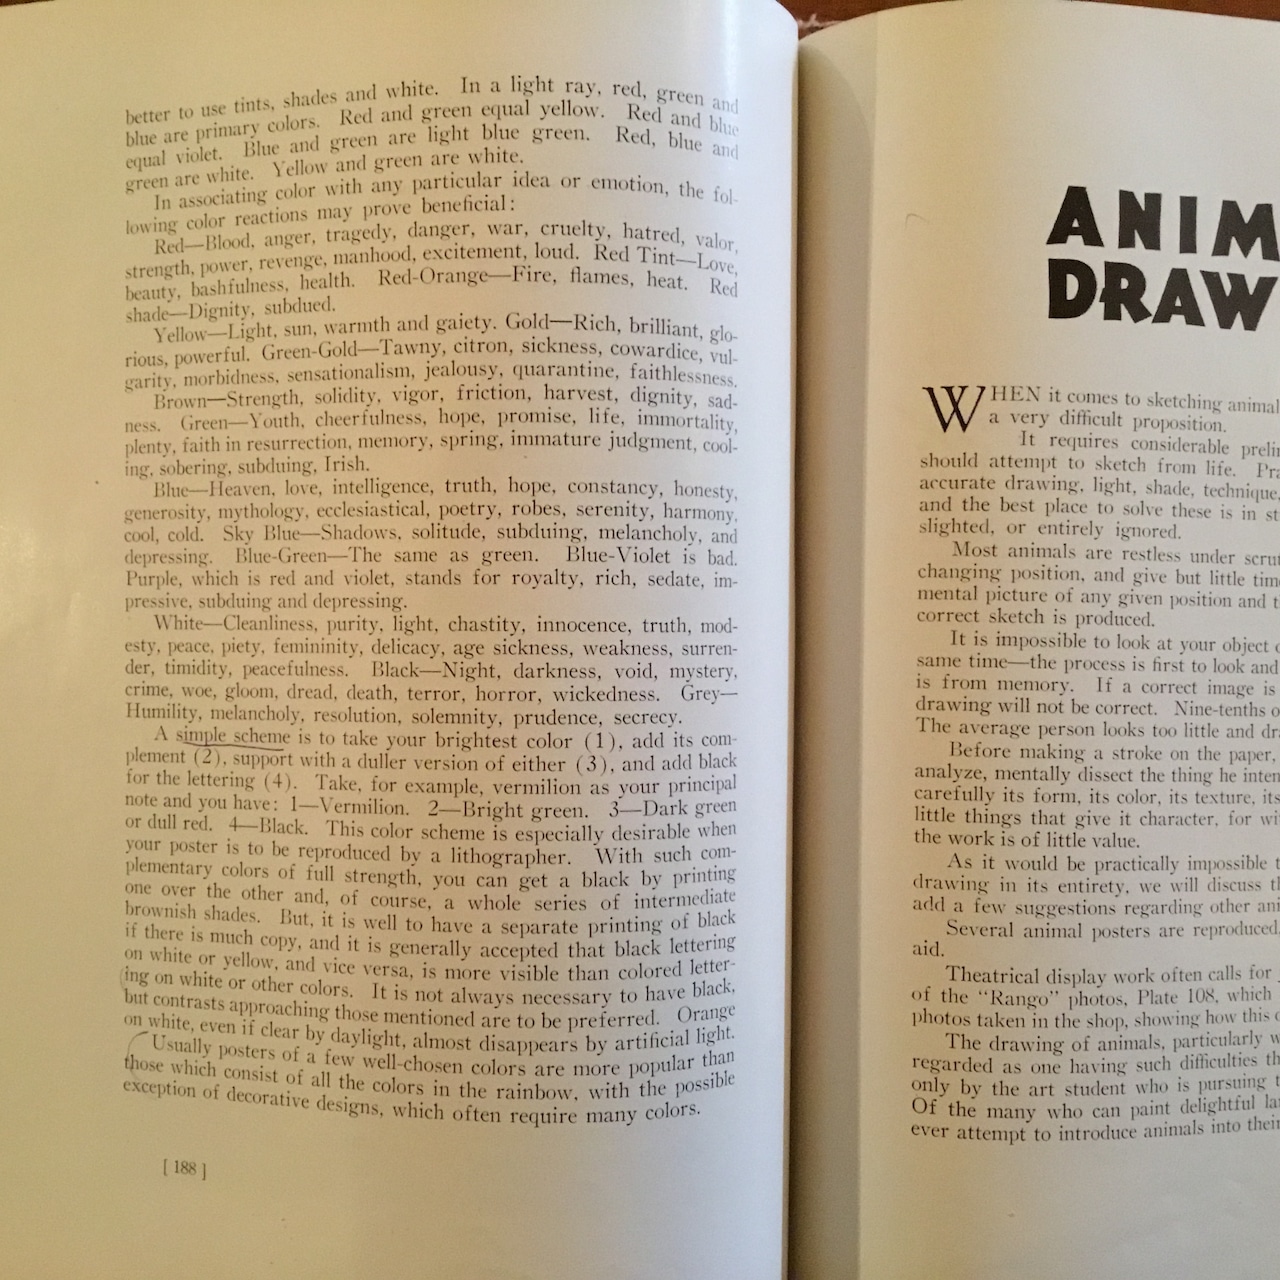 better to use tints, shades and white. In a light ray, red, green and
blue are primary colors. Red and green equal yellow. Red and blue
equal violet. Blue and green are light blue green. Red, blue and
green are white. Yellow and green are white.
In associating color with any particular idea or emotion, the fol-
lowing color reactions may prove beneficial:
Red—Blood, anger, tragedy, danger, war, cruelty, hatred, valor,
strength, power, revenge, manhood, excitement, loud. Red Tint—Love,
beauty, bashfulness, health. Red-Orange—Fire, flames, heat. Red
shade—Dignity, subdued.
Yellow—Light, sun, warmth and gaiety. Gold—Rich, brilliant, glo-
rious, powerful. Green-Gold—Tawny, citron, sickness, cowardice, vul-
garity, morbidness, sensationalism, jealousy, quarantine, faithlessness.
Brown—Strength, solidity, vigor, friction, harvest, dignity, sad-
ness. Green—Youth, cheerfulness, hope, promise, life, immortality,
plenty, faith in resurrection, memory, spring, immature judgment, cool-
ing, sobering, subduing, Irish.
Blue—Heaven, love, intelligence, truth, hope, constancy, honesty,
generosity, mythology, ecclesiastical, poetry, robes, serenity, harmony,
cool, cold. Sky Blue—Shadows, solitude, subduing, melancholy, and
depressing. Blue-Green—The same as green. Blue-Violet is bad.
Purple, which is red and violet, stands for royalty, rich, sedate, im-
pressive, subduing and depressing.
White—Cleanliness, purity, light, chastity, innocence, truth, mod-
esty, peace, piety, femininity, delicacy, age sickness, weakness, surren-
der, timidity, peacefulness. Black—Night, darkness, void, mystery,
crime, woe, gloom, dread, death, terror, horror, wickedness. Grey—
Humility, melancholy, resolution, solemnity, prudence, secrecy.
A simple scheme is to take your brightest color (1), add its com-
plement (2), support with a duller version of either (3), and add black
for the lettering (4). Take, for example, vermilion as your principal
note and you have: 1—Vermilion. 2—Bright green. 3—Dark green
or dull red. 4—Black. This color scheme is especially desirable when
your poster is to be reproduced by a lithographer. With such com-
plementary colors of full strength, you can get a black by printing
one over the other and, of course, a whole series of intermediate
brownish shades. But, it is well to have a separate printing of black
if there is much copy, and it is generally accepted that black lettering
on white or yellow, and vice versa, is more visible than colored letter-
ing on white or other colors. It is not always necessary to have black,
but contrasts approaching those mentioned are to be preferred. Orange
on white, even if clear by daylight, almost disappears by artificial light.
Usually posters of a few well-chosen colors are more popular than
those which consist of all the colors in the rainbow, with the possible
exception of decorative designs, which often require many colors.
[ 188 ]
ANIM
DRAW
WHEN it comes to sketching animal
a very difficult proposition.
It requires considerable prelin
should attempt to sketch from life. Pra
accurate drawing, light, shade, technique,
and the best place to solve these is in st
slighted, or entirely ignored.
Most animals are restless under scrut
changing position, and give but little time
mental picture of any given position and t
correct sketch is produced.
It is impossible to look at your object
same time—the process is first to look and
is from memory. If a correct image is
drawing will not be correct. Nine-tenths o
The average person looks too little and dr
Before making a stroke on the paper,
analyze, mentally dissect the thing he inten
carefully its form, its color, its texture, its
little things that give it character, for wi
the work is of little value.
As it would be practically impossible t
drawing in its entirety, we will discuss th
add a few suggestions regarding other ani
Several animal posters are reproduced,
aid.
Theatrical display work often calls for
of the "Rango" photos, Plate 108, which
photos taken in the shop, showing how this
The drawing of animals, particularly w
regarded as one having such difficulties th
only by the art student who is pursuing t
Of the many who can paint delightful la
ever attempt to introduce animals into their